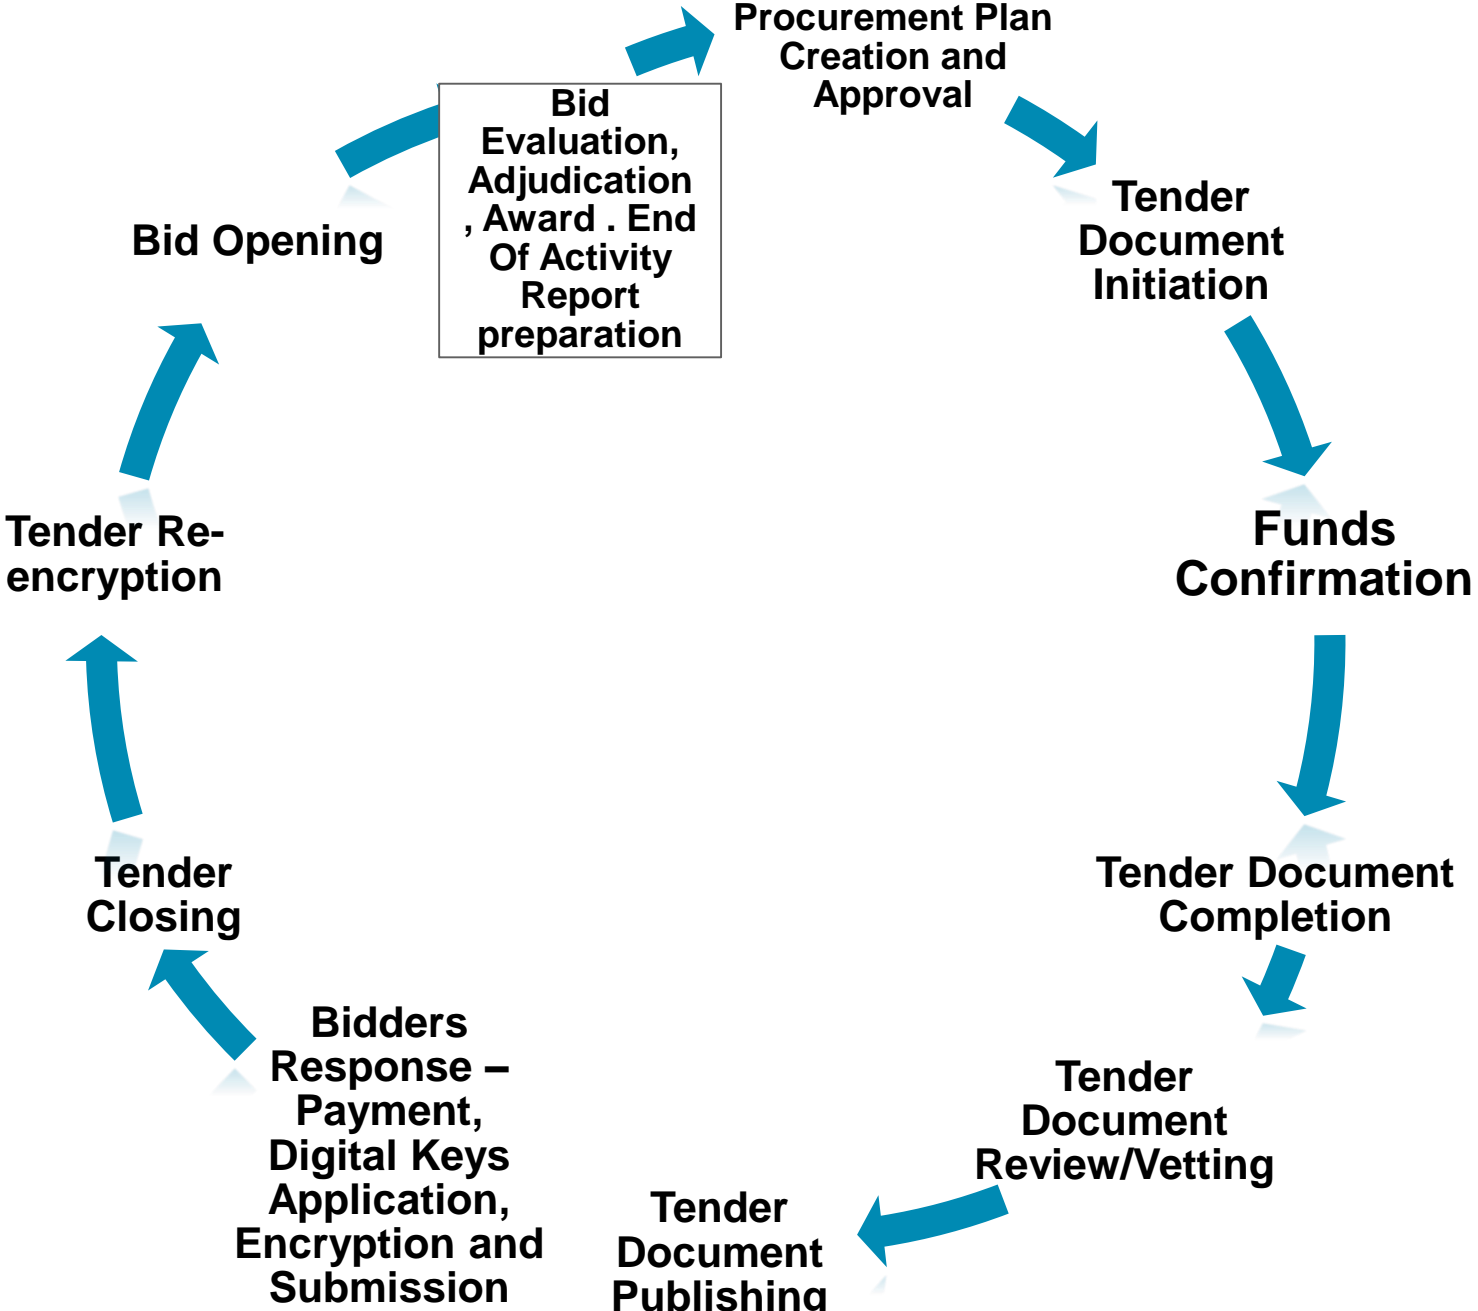 Procurement Plan
Creation and
Approval
Tender
Document
Initiation
Funds
Confirmation
Tender Document
Completion
Tender
Document
Review/Vetting
Tender
Document
Publishing
Bidders
Response –
Payment,
Digital Keys
Application,
Encryption and
Submission
Tender
Closing
Tender Re-
encryption
Bid Opening
Bid
Evaluation,
Adjudication
, Award . End
Of Activity
Report
preparation